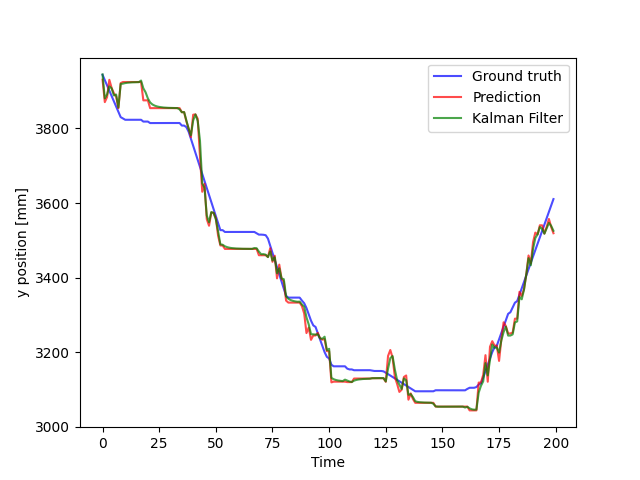 Ground truth
Prediction
Kalman Filter
y position [mm]
3800
3600
3400
3200
3000
0 25 50 75 100 125 150 175 200
Time